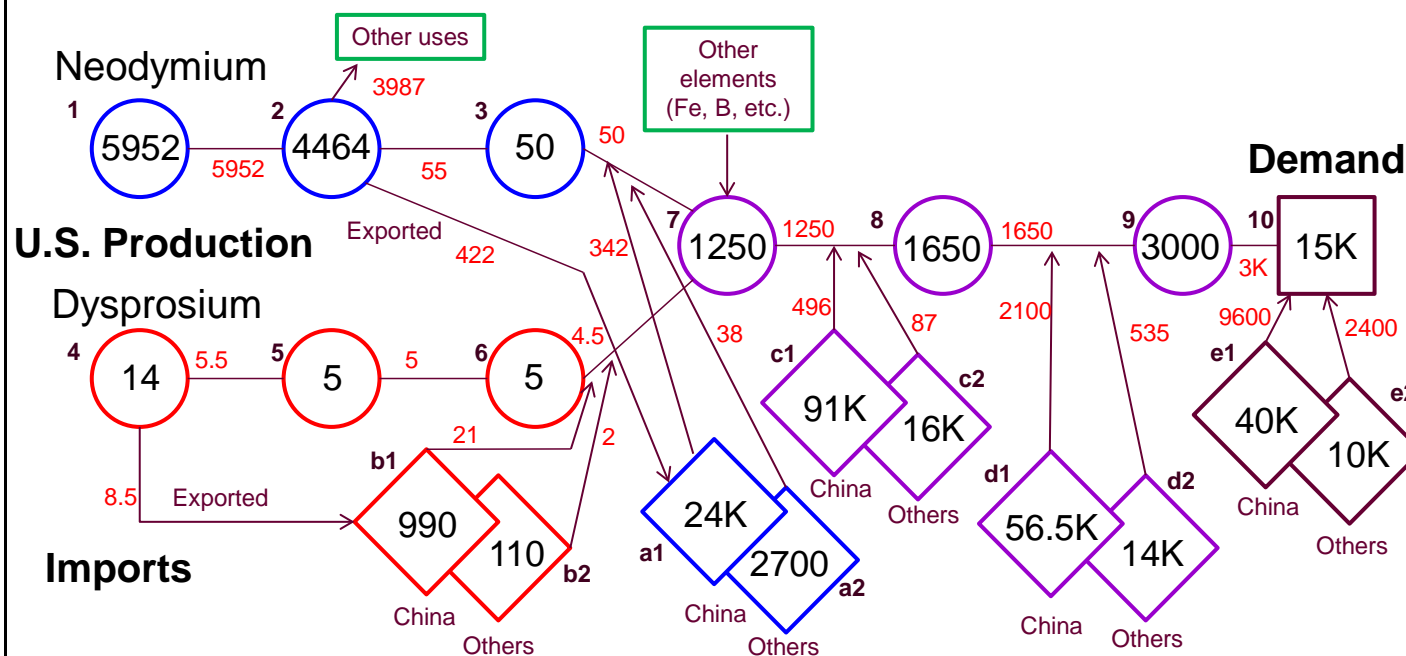 Other uses
Other
elements
(Fe, B, etc.)
Neodymium
3987
1
5952
5952
2
4464
55
3
50
50
Demand
Exported
422
U.S. Production
342
38
7
1250
1250
8
1650
1650
9
3000
3K
10
15K
Dysprosium
4
14
5.5
5
5
5
6
5
4.5
496
87
2100
535
9600
2400
c1
91K
c2
16K
China
Others
e1
40K
e2
10K
China
Others
8.5
Exported
21
2
b1
990
110
b2
China
Others
a1
24K
2700
a2
China
Others
d1
56.5K
d2
14K
China
Others
Imports